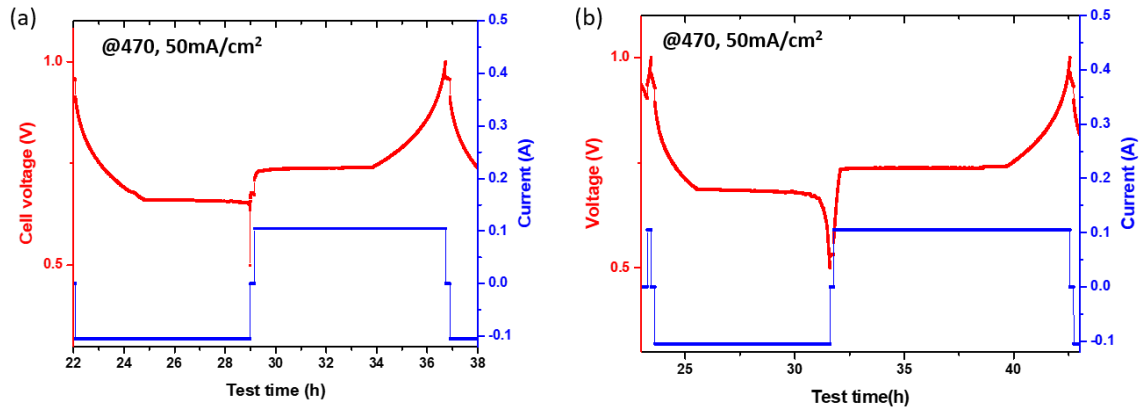 (a)
@470, 50mA/cm²
Cell voltage (V)
1.0
0.5
0.5
0.4
0.3
0.2
0.1
0.0
-0.1
Current (A)
22 24 26 28 30 32 34 36 38
Test time (h)
(b)
@470, 50mA/cm²
Voltage (V)
1.0
0.5
0.5
0.4
0.3
0.2
0.1
0.0
-0.1
Current (A)
25 30 35 40
Test time(h)